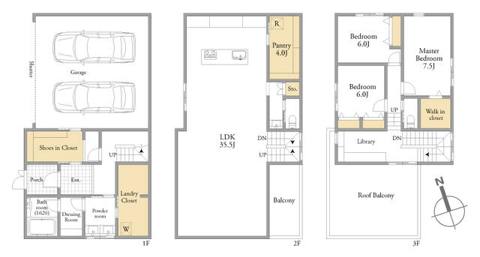 Shutter
Garage
Shoes in Closet
UP
Porch
Ent.
Landry
Closet
Bath
room
(1620)
Dressing
Room
Powder
room
W
1F
R
Pantry
4.0J
Sto.
LDK
35.5J
DN
UP
Balcony
2F
Bedroom
6.0J
Master
Bedroom
7.5J
Bedroom
6.0J
UP
Walk in
closet
Library
DN
Roof Balcony
3F
N